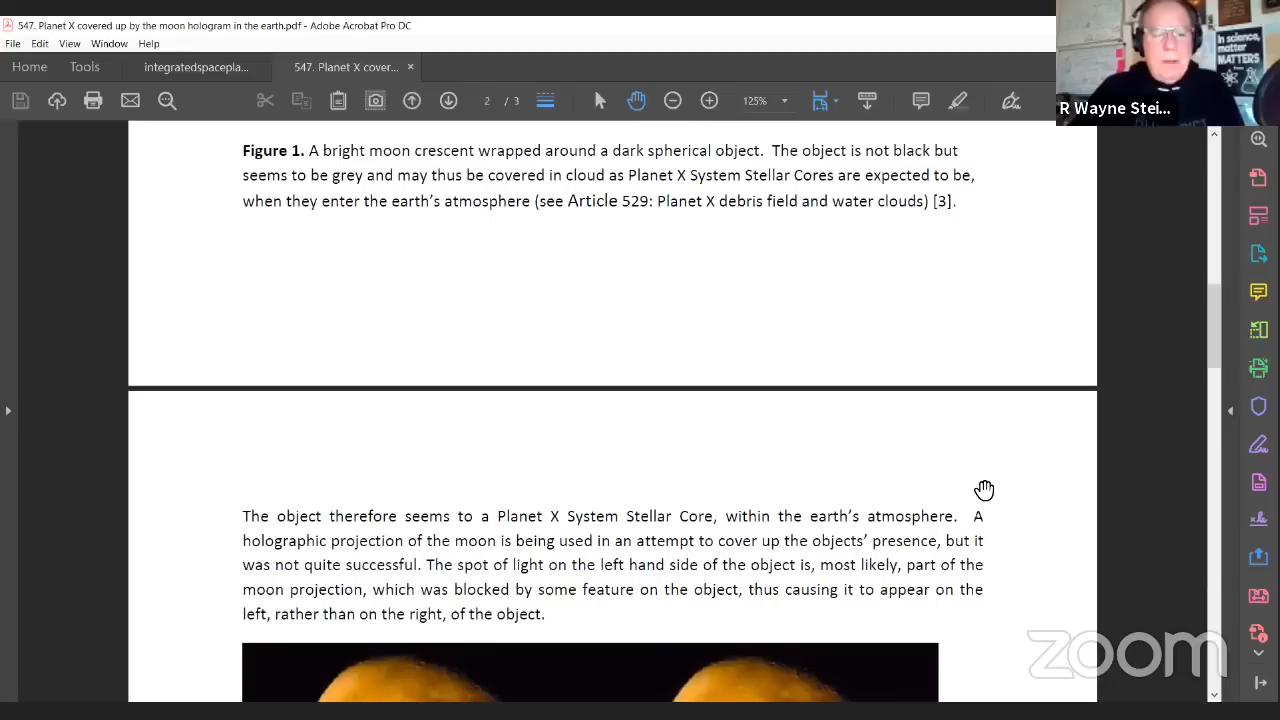 547. Planet X covered up by the moon hologram in the earth.pdf - Adobe Acrobat Pro DC
File Edit View Window Help
Home Tools integratedspacepla... 547. Planet X cover... ×
2 / 3 125%
In science, matter MATTERS
R Wayne Stei...
Figure 1. A bright moon crescent wrapped around a dark spherical object. The object is not black but
seems to be grey and may thus be covered in cloud as Planet X System Stellar Cores are expected to be,
when they enter the earth's atmosphere (see Article 529: Planet X debris field and water clouds) [3].
The object therefore seems to a Planet X System Stellar Core, within the earth's atmosphere. A
holographic projection of the moon is being used in an attempt to cover up the objects' presence, but it
was not quite successful. The spot of light on the left hand side of the object is, most likely, part of the
moon projection, which was blocked by some feature on the object, thus causing it to appear on the
left, rather than on the right, of the object.
zoom